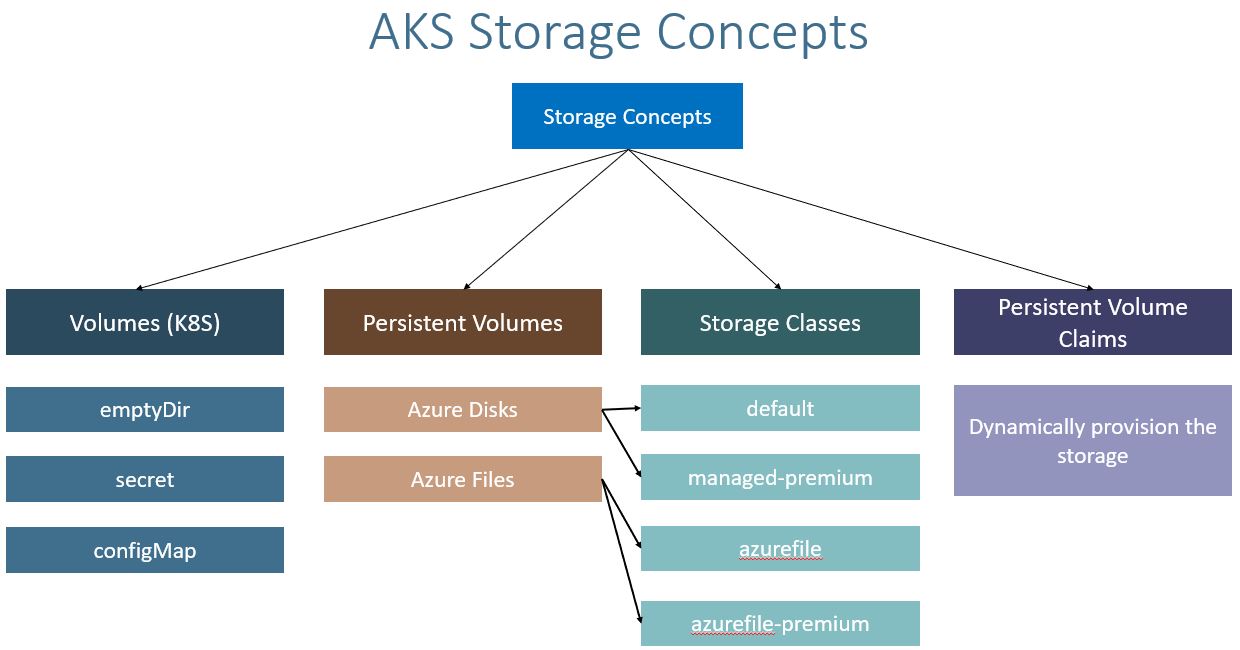 AKS Storage Concepts
Storage Concepts
Volumes (K8S)
Persistent Volumes
Storage Classes
Persistent Volume
Claims
emptyDir
secret
configMap
Azure Disks
Azure Files
default
managed-premium
azurefile
azurefile-premium
Dynamically provision the
storage